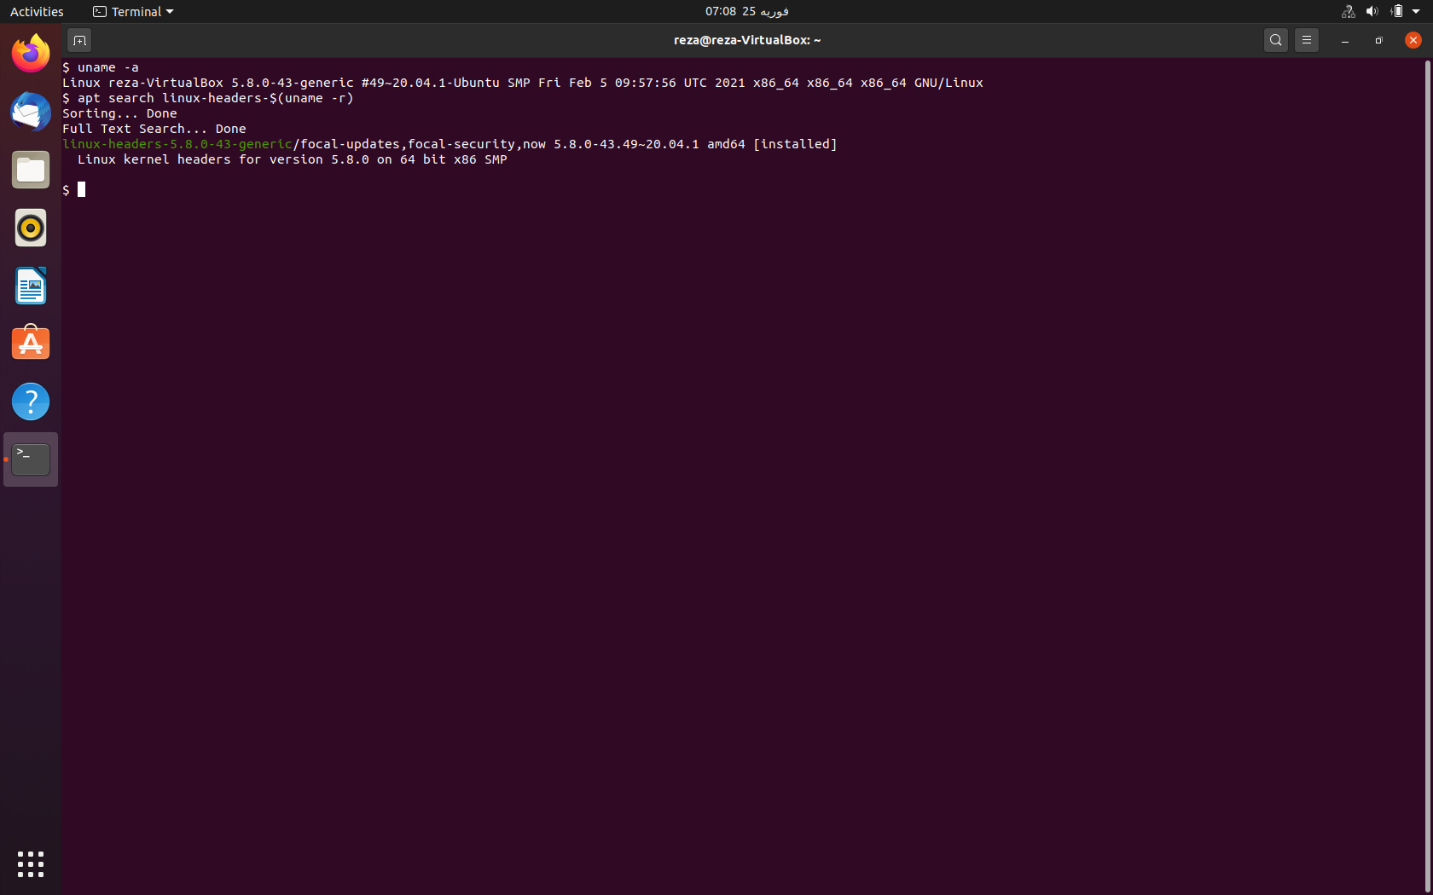 Activities
Terminal
07:08 25 فوریه
reza@reza-VirtualBox: ~
$ uname -a
Linux reza-VirtualBox 5.8.0-43-generic #49~20.04.1-Ubuntu SMP Fri Feb 5 09:57:56 UTC 2021 x86_64 x86_64 x86_64 GNU/Linux
$ apt search linux-headers-$(uname -r)
Sorting... Done
Full Text Search... Done
linux-headers-5.8.0-43-generic/focal-updates,focal-security,now 5.8.0-43.49~20.04.1 amd64 [installed]
  Linux kernel headers for version 5.8.0 on 64 bit x86 SMP
$